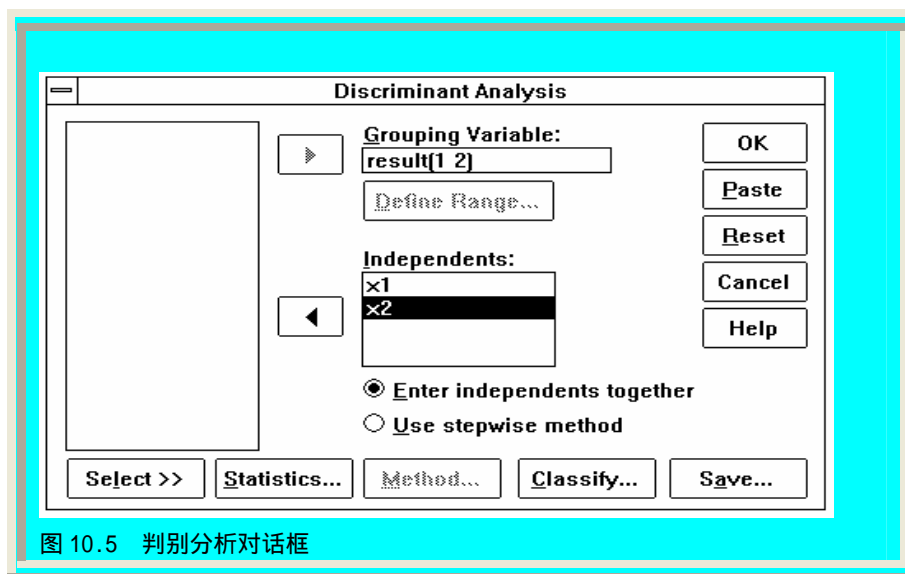 Discriminant Analysis
Grouping Variable:
result(1 2)
Define Range...
Independents:
x1
x2
Enter independents together
Use stepwise method
OK
Paste
Reset
Cancel
Help
Select >>
Statistics...
Method...
Classify...
Save...
图 10.5 判别分析对话框